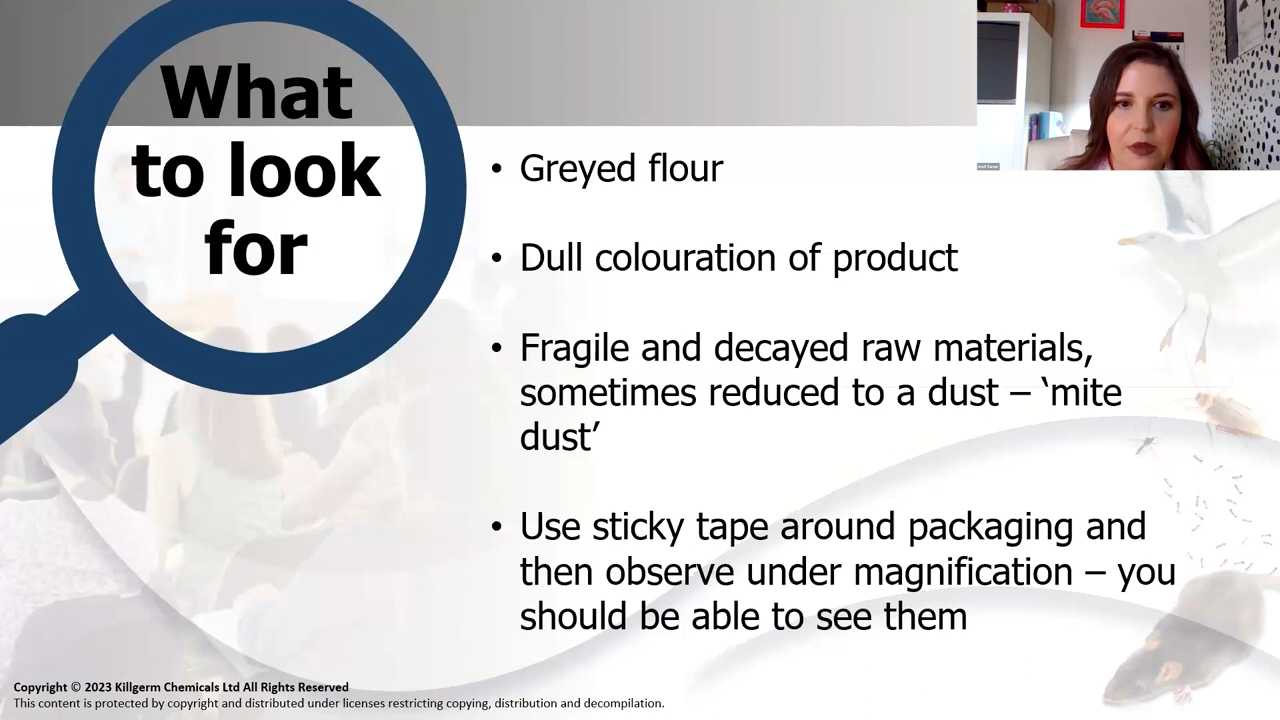 What
to look
for
• Greyed flour
• Dull colouration of product
• Fragile and decayed raw materials,
sometimes reduced to a dust – ‘mite
dust’
• Use sticky tape around packaging and
then observe under magnification – you
should be able to see them
Copyright © 2023 Killgerm Chemicals Ltd All Rights Reserved
This content is protected by copyright and distributed under licenses restricting copying, distribution and decompilation.